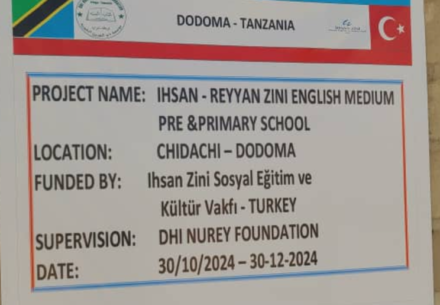 DODOMA - TANZANIA
PROJECT NAME: IHSAN - REYYAN ZINI ENGLISH MEDIUM
PRE &PRIMARY SCHOOL
LOCATION: CHIDACHI – DODOMA
FUNDED BY: Ihsan Zini Sosyal Eğitim ve
Kültür Vakfı - TURKEY
SUPERVISION: DHI NUREY FOUNDATION
DATE: 30/10/2024 – 30-12-2024